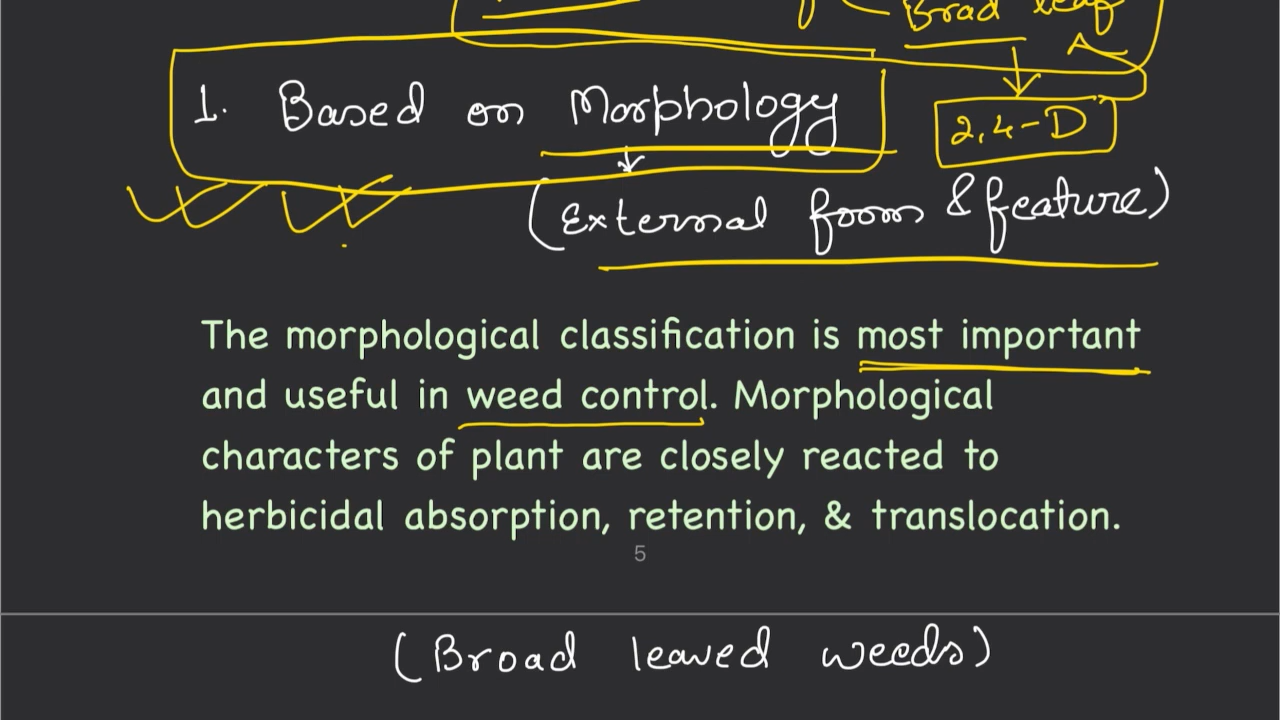 Broad leaf
1. Based on Morphology
2,4-D
(External form & feature)
The morphological classification is most important
and useful in weed control. Morphological
characters of plant are closely reacted to
herbicidal absorption, retention, & translocation.
5
(Broad leaved weeds)